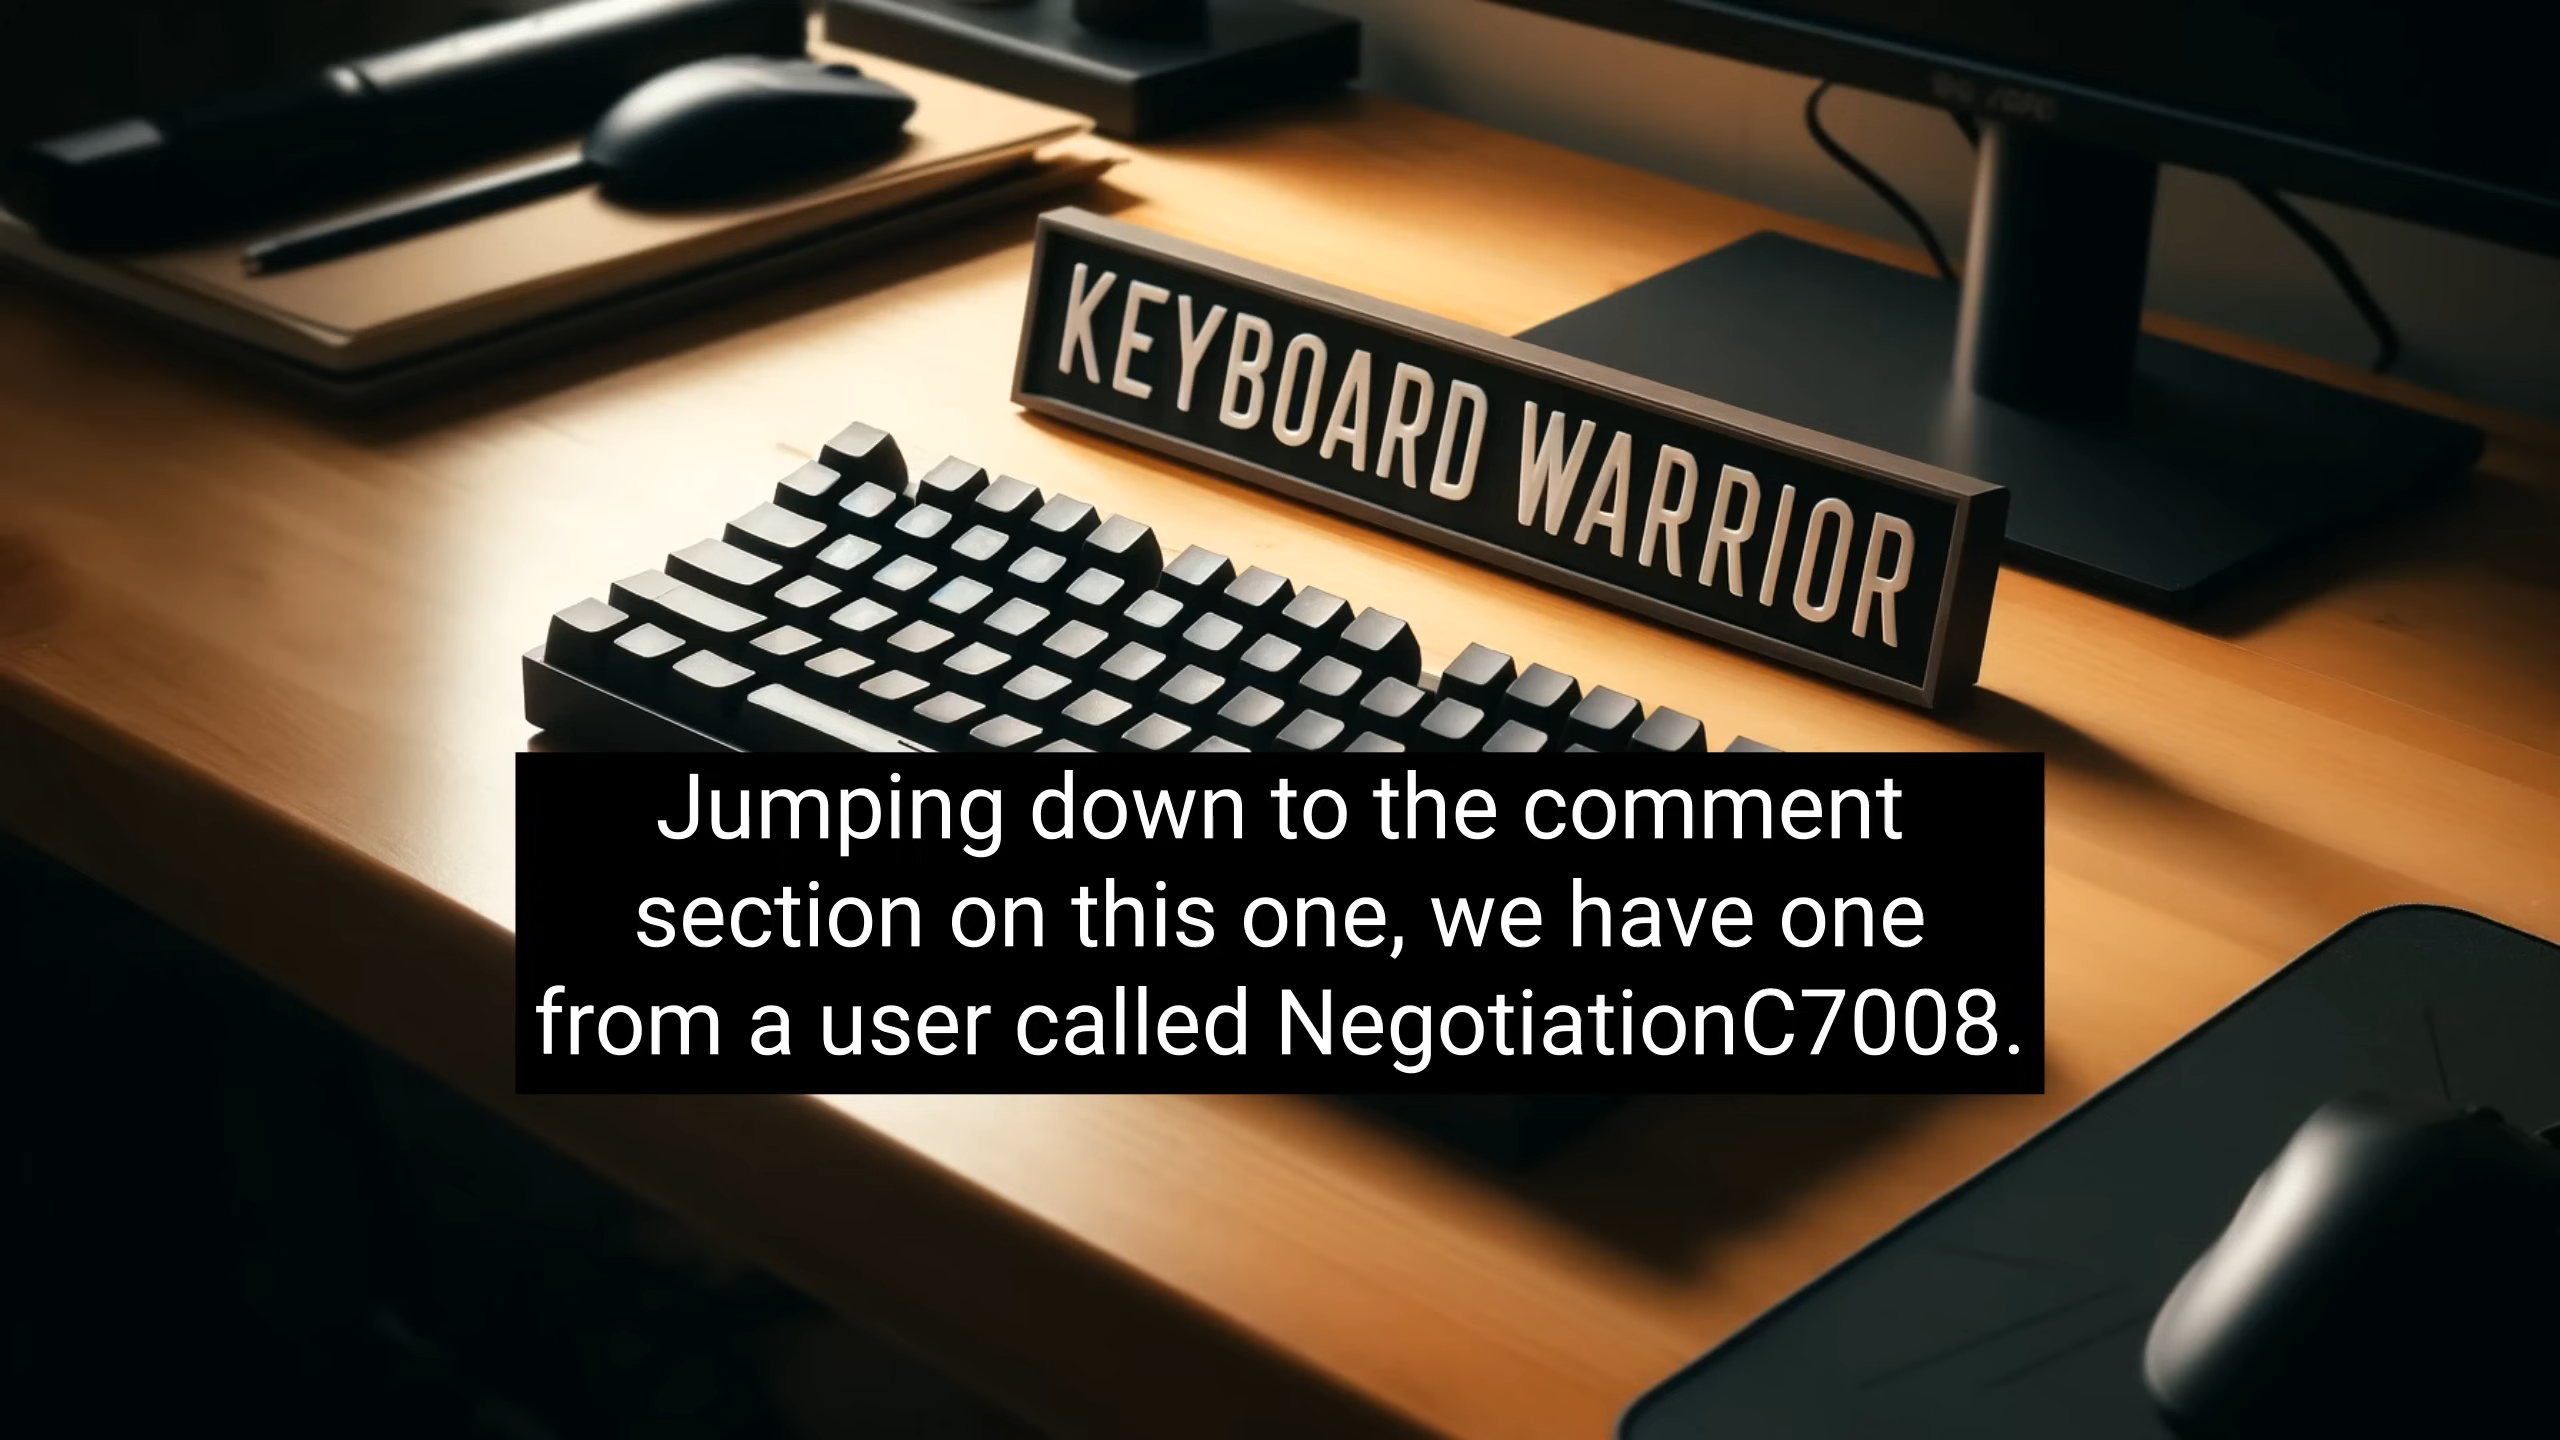 KEYBOARD WARRIOR
Jumping down to the comment
section on this one, we have one
from a user called NegotiationC7008.